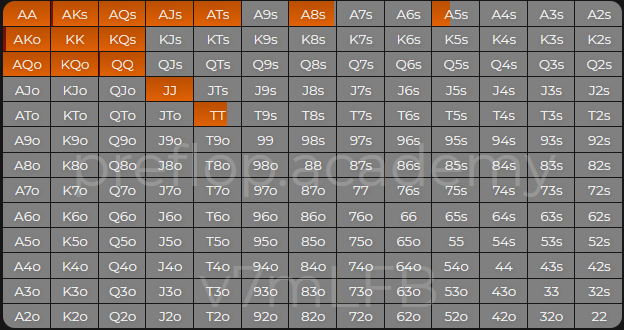 AA AKs AQs AJs ATs A9s A8s A7s A6s A5s A4s A3s A2s
AKo KK KQs KJs KTs K9s K8s K7s K6s K5s K4s K3s K2s
AQo KQo QQ QJs QTs Q9s Q8s Q7s Q6s Q5s Q4s Q3s Q2s
AJo KJo QJo JJ JTs J9s J8s J7s J6s J5s J4s J3s J2s
ATo KTo QTo JTo TT T9s T8s T7s T6s T5s T4s T3s T2s
A9o K9o Q9o J9o T9o 99 98s 97s 96s 95s 94s 93s 92s
A8o K8o Q8o J8o T8o 98o 88 87s 86s 85s 84s 83s 82s
preflop.academy
A7o K7o Q7o J7o T7o 97o 87o 77 76s 75s 74s 73s 72s
A6o K6o Q6o J6o T6o 96o 86o 76o 66 65s 64s 63s 62s
A5o K5o Q5o J5o T5o 95o 85o 75o 65o 55 54s 53s 52s
A4o K4o Q4o J4o T4o 94o 84o 74o 64o 54o 44 43s 42s
v7mLFB
A3o K3o Q3o J3o T3o 93o 83o 73o 63o 53o 43o 33 32s
A2o K2o Q2o J2o T2o 92o 82o 72o 62o 52o 42o 32o 22